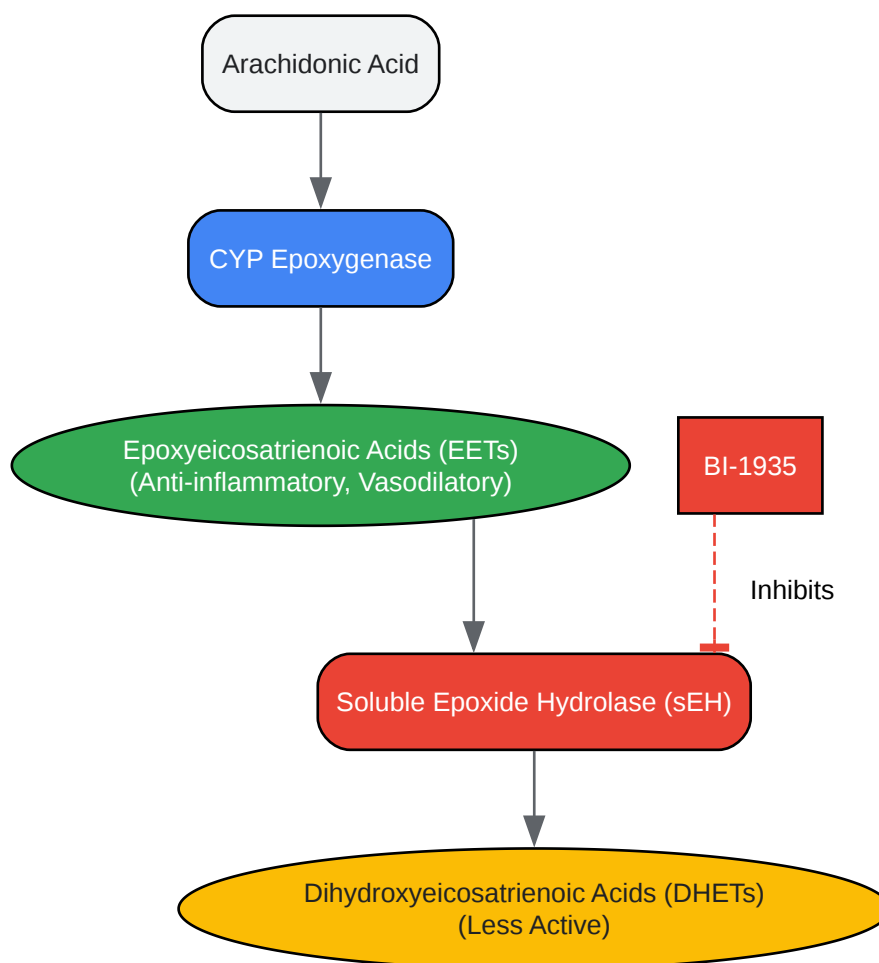 Arachidonic Acid
CYP Epoxygenase
Epoxyeicosatrienoic Acids (EETs)
(Anti-inflammatory, Vasodilatory)
BI-1935
Inhibits
Soluble Epoxide Hydrolase (sEH)
Dihydroxyeicosatrienoic Acids (DHETs)
(Less Active)